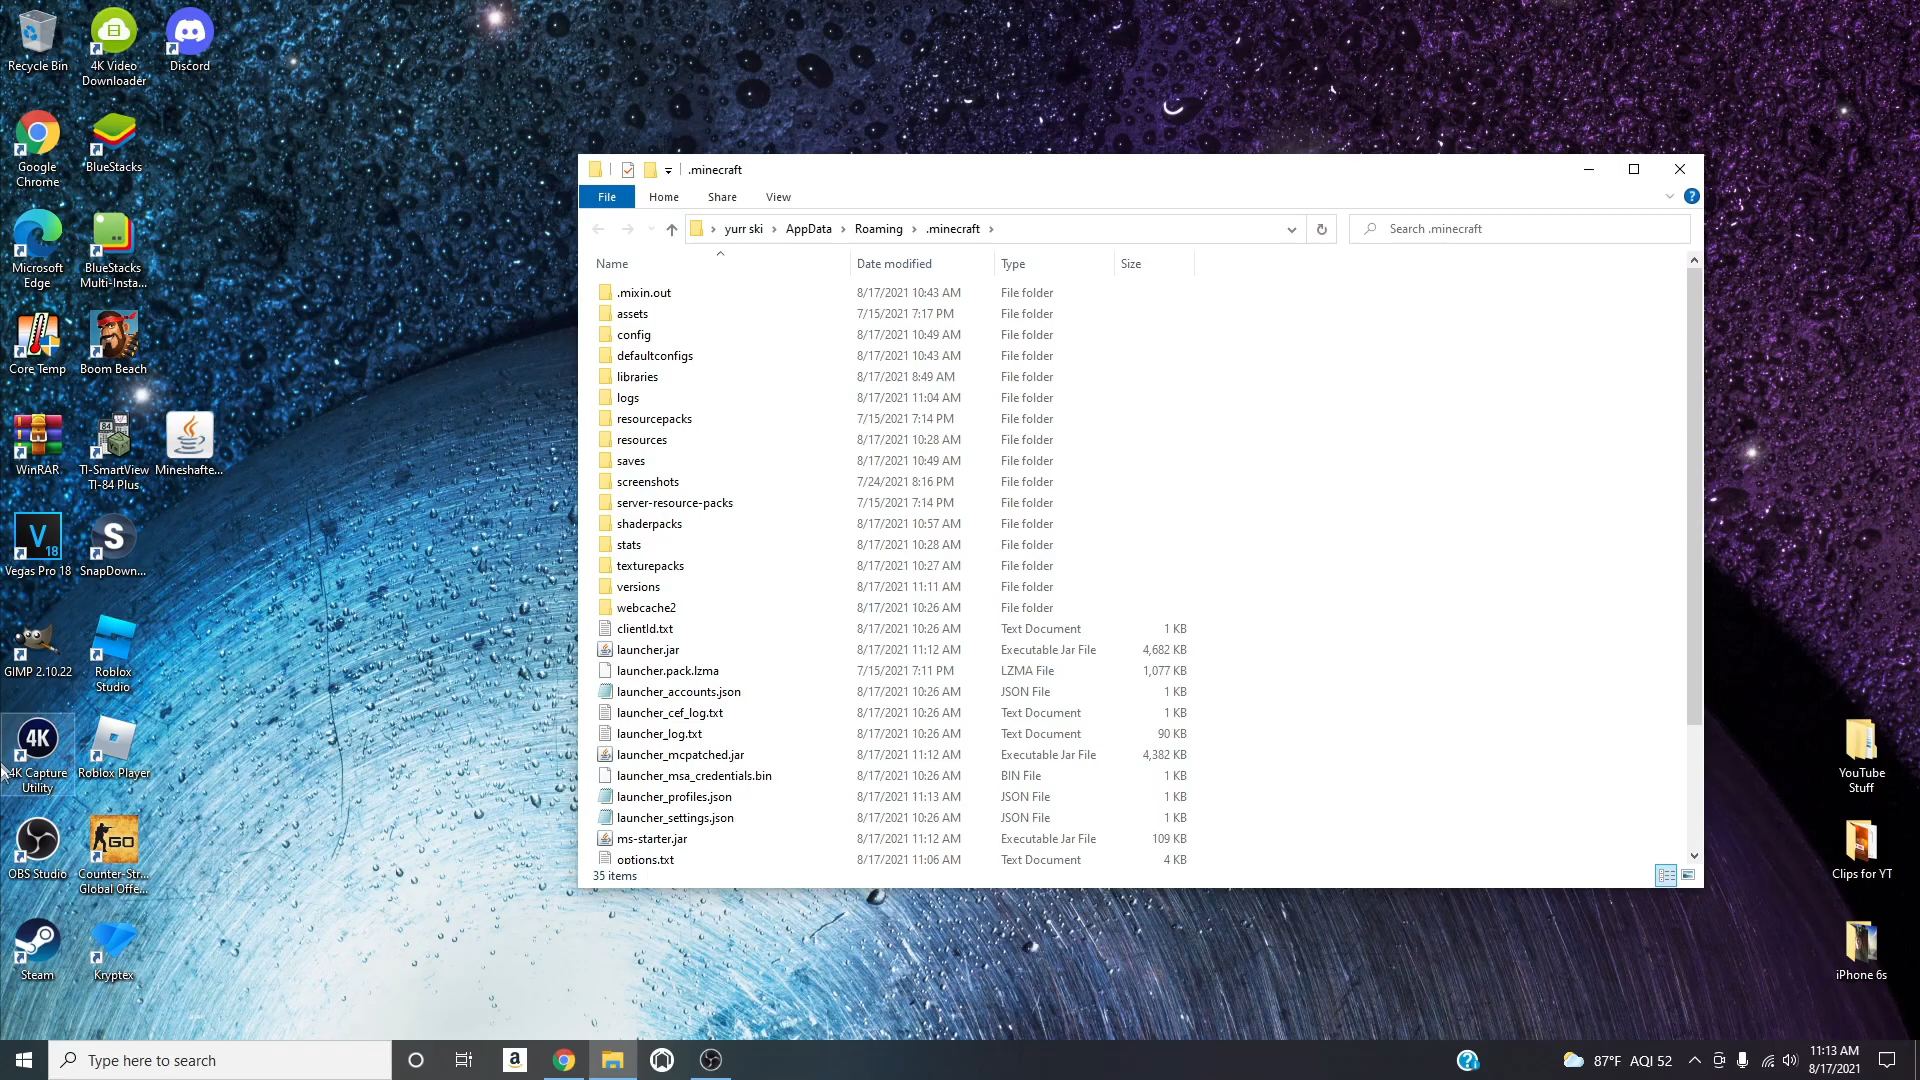 Recycle Bin
4K Video
Downloader
Discord
Google
Chrome
BlueStacks
Microsoft
Edge
BlueStacks
Multi-Insta...
Core Temp
Boom Beach
WinRAR
84
TI-SmartView
TI-84 Plus
Mineshafte...
V
18
Vegas Pro 18
S
SnapDown...
GIMP 2.10.22
Roblox
Studio
4K
4K Capture
Utility
Roblox Player
OBS Studio
GO
Counter-Str...
Global Offe...
Steam
Kryptex
.minecraft
File
Home
Share
View
yurr ski
AppData
Roaming
.minecraft
Search .minecraft
Name
Date modified
Type
Size
.mixin.out 8/17/2021 10:43 AM File folder
assets 7/15/2021 7:17 PM File folder
config 8/17/2021 10:49 AM File folder
defaultconfigs 8/17/2021 10:43 AM File folder
libraries 8/17/2021 8:49 AM File folder
logs 8/17/2021 11:04 AM File folder
resourcepacks 7/15/2021 7:14 PM File folder
resources 8/17/2021 10:28 AM File folder
saves 8/17/2021 10:49 AM File folder
screenshots 7/24/2021 8:16 PM File folder
server-resource-packs 7/15/2021 7:14 PM File folder
shaderpacks 8/17/2021 10:57 AM File folder
stats 8/17/2021 10:28 AM File folder
texturepacks 8/17/2021 10:27 AM File folder
versions 8/17/2021 11:11 AM File folder
webcache2 8/17/2021 10:26 AM File folder
clientId.txt 8/17/2021 10:26 AM Text Document 1 KB
launcher.jar 8/17/2021 11:12 AM Executable Jar File 4,682 KB
launcher.pack.lzma 7/15/2021 7:11 PM LZMA File 1,077 KB
launcher_accounts.json 8/17/2021 10:26 AM JSON File 1 KB
launcher_cef_log.txt 8/17/2021 10:26 AM Text Document 1 KB
launcher_log.txt 8/17/2021 10:26 AM Text Document 90 KB
launcher_mcpatched.jar 8/17/2021 11:12 AM Executable Jar File 4,382 KB
launcher_msa_credentials.bin 8/17/2021 10:26 AM BIN File 1 KB
launcher_profiles.json 8/17/2021 11:13 AM JSON File 1 KB
launcher_settings.json 8/17/2021 10:26 AM JSON File 1 KB
ms-starter.jar 8/17/2021 11:12 AM Executable Jar File 109 KB
options.txt 8/17/2021 11:06 AM Text Document 4 KB
35 items
YouTube
Stuff
Clips for YT
iPhone 6s
Type here to search
a
87°F AQI 52
11:13 AM
8/17/2021